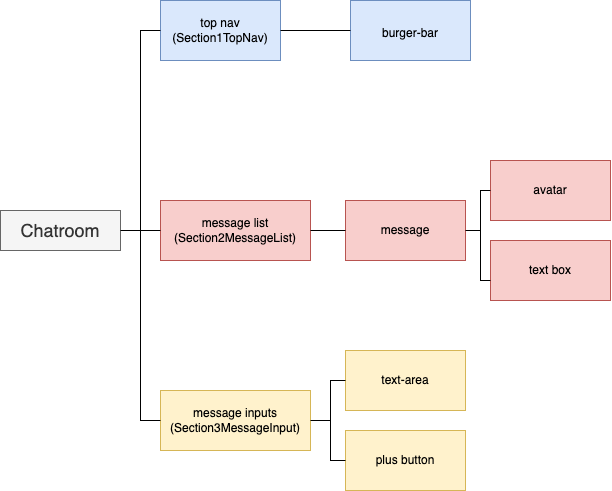 top nav
(Section1TopNav)
burger-bar
Chatroom
message list
(Section2MessageList)
message
avatar
text box
message inputs
(Section3MessageInput)
text-area
plus button